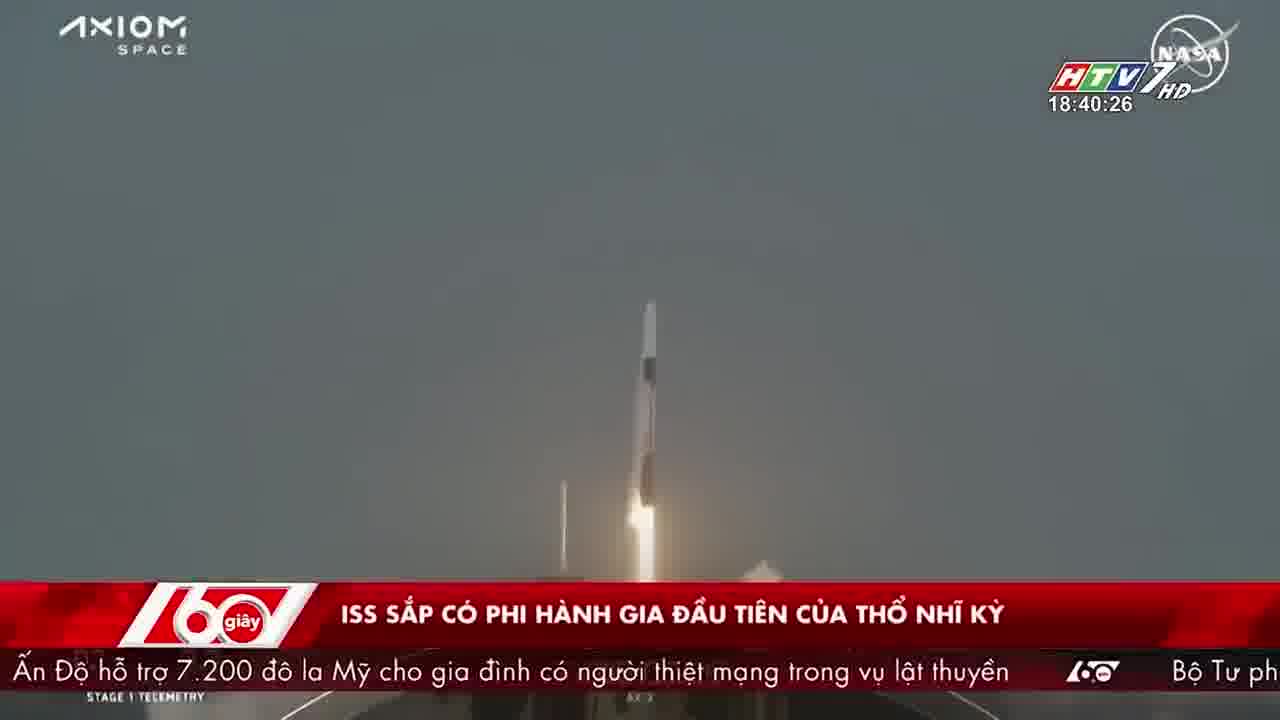 AXIOM
SPACE
NASA
HTV7
HD
18:40:26
60 giây
ISS SẮP CÓ PHI HÀNH GIA ĐẦU TIÊN CỦA THỔ NHĨ KỲ
Ấn Độ hỗ trợ 7.200 đô la Mỹ cho gia đình có người thiệt mạng trong vụ lật thuyền
Bộ Tư ph
STAGE 1 TELEMETRY